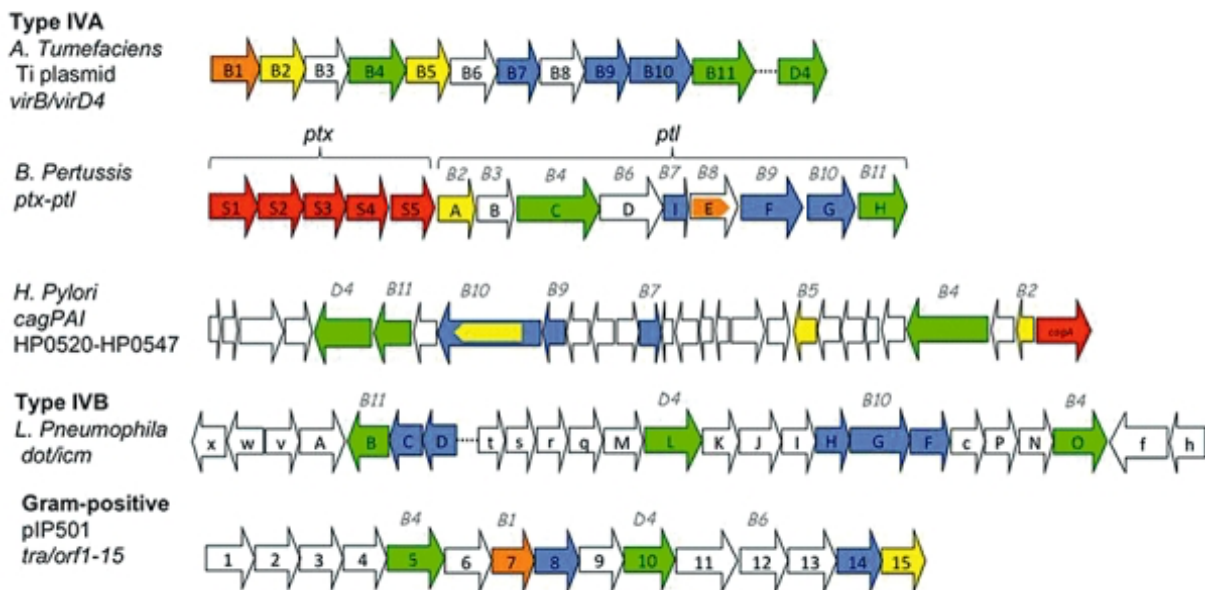 Type IVA
A. Tumefaciens
Ti plasmid
virB/virD4
B1 B2 B3 B4 B5 B6 B7 B8 B9 B10 B11 D4
ptx ptl
B. Pertussis
ptx-ptl
B2 B3 B4 B6 B7 B8 B9 B10 B11
S1 S2 S3 S4 S5 A B C D I E F G H
H. Pylori
cagPAI
HP0520-HP0547
D4 B11 B10 B9 B7 B5 B4 B2
cagA
Type IVB
L. Pneumophila
dot/icm
B11 D4 B10 B4
x w v A B C D t s r q M L K J I H G F c P N O f h
Gram-positive
pIP501
tra/orf1-15
B4 B1 D4 B6
1 2 3 4 5 6 7 8 9 10 11 12 13 14 15